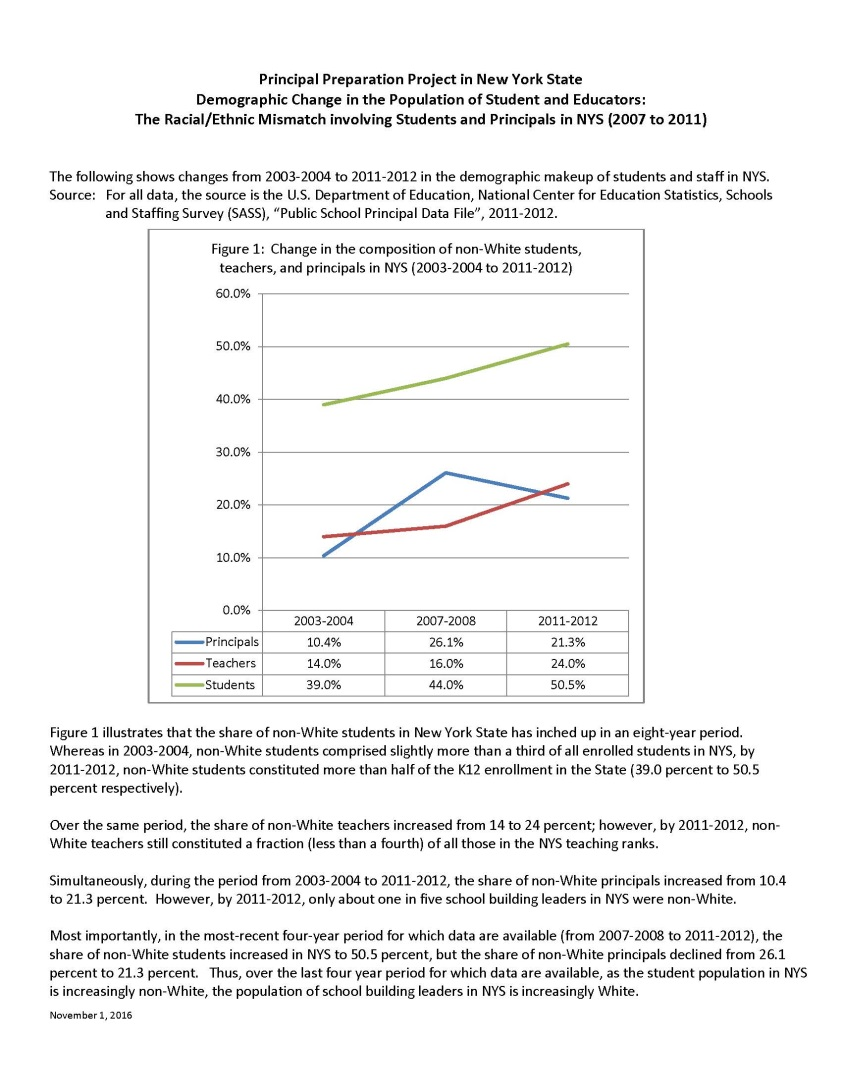 Principal Preparation Project in New York State
Demographic Change in the Population of Student and Educators:
The Racial/Ethnic Mismatch involving Students and Principals in NYS (2007 to 2011)
The following shows changes from 2003-2004 to 2011-2012 in the demographic makeup of students and staff in NYS.
Source: For all data, the source is the U.S. Department of Education, National Center for Education Statistics, Schools
and Staffing Survey (SASS), “Public School Principal Data File”, 2011-2012.
Figure 1: Change in the composition of non-White students,
teachers, and principals in NYS (2003-2004 to 2011-2012)
60.0%
50.0%
40.0%
30.0%
20.0%
10.0%
0.0%
2003-2004 2007-2008 2011-2012
Principals 10.4% 26.1% 21.3%
Teachers 14.0% 16.0% 24.0%
Students 39.0% 44.0% 50.5%
Figure 1 illustrates that the share of non-White students in New York State has inched up in an eight-year period.
Whereas in 2003-2004, non-White students comprised slightly more than a third of all enrolled students in NYS, by
2011-2012, non-White students constituted more than half of the K12 enrollment in the State (39.0 percent to 50.5
percent respectively).
Over the same period, the share of non-White teachers increased from 14 to 24 percent; however, by 2011-2012, non-
White teachers still constituted a fraction (less than a fourth) of all those in the NYS teaching ranks.
Simultaneously, during the period from 2003-2004 to 2011-2012, the share of non-White principals increased from 10.4
to 21.3 percent. However, by 2011-2012, only about one in five school building leaders in NYS were non-White.
Most importantly, in the most-recent four-year period for which data are available (from 2007-2008 to 2011-2012), the
share of non-White students increased in NYS to 50.5 percent, but the share of non-White principals declined from 26.1
percent to 21.3 percent. Thus, over the last four year period for which data are available, as the student population in NYS
is increasingly non-White, the population of school building leaders in NYS is increasingly White.
November 1, 2016